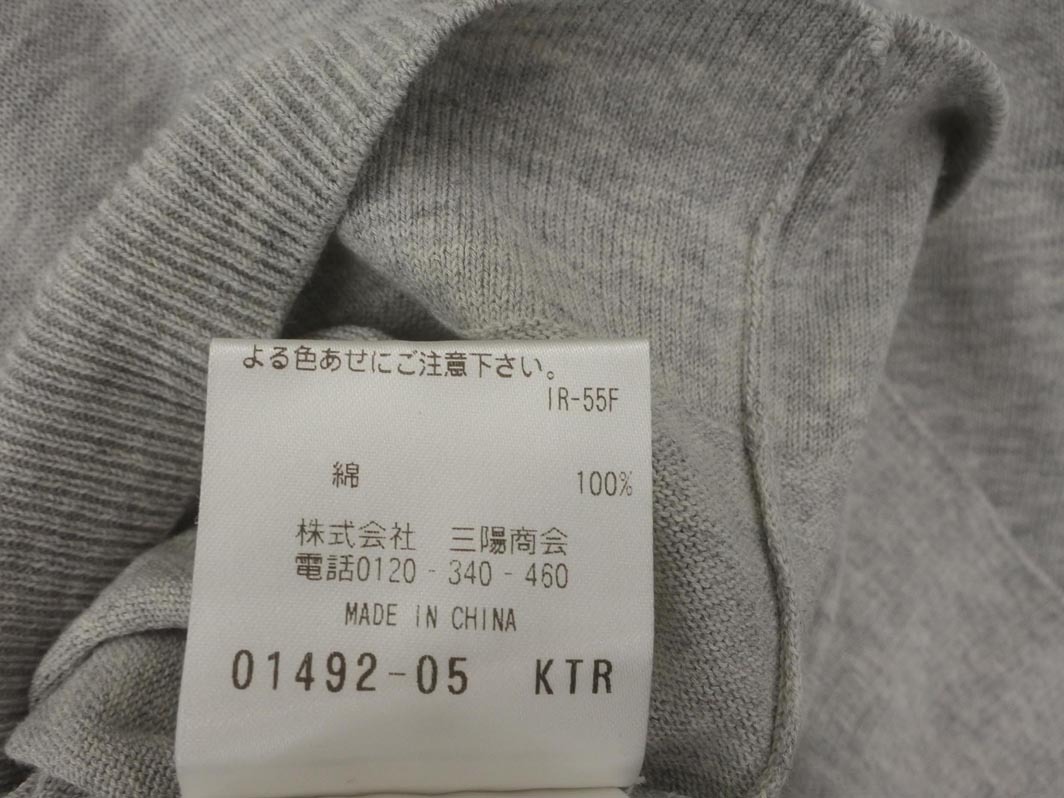 よる色あせにご注意下さい。
IR-55F
綿 100%
株式会社 三陽商会
電話0120-340-460
MADE IN CHINA
01492-05 KTR